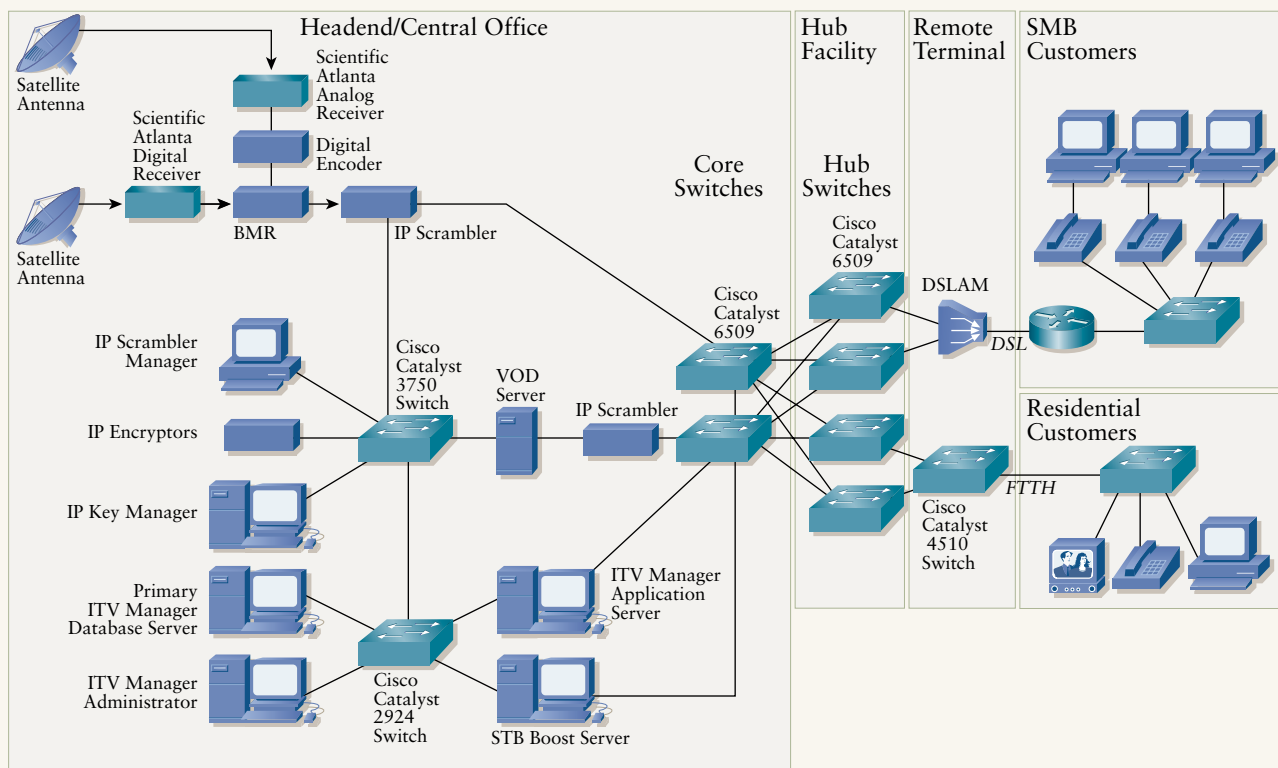 Headend/Central Office
Satellite
Antenna
Scientific
Atlanta
Analog
Receiver
Scientific
Atlanta
Digital
Receiver
Digital
Encoder
Satellite
Antenna
BMR
IP Scrambler
Core
Switches
IP Scrambler
Manager
Cisco
Catalyst
3750
Switch
VOD
Server
IP Scrambler
Cisco
Catalyst
6509
IP Encryptors
IP Key Manager
Primary
ITV Manager
Database Server
ITV Manager
Application
Server
ITV Manager
Administrator
Cisco
Catalyst
2924
Switch
STB Boost Server
Hub
Facility
Hub
Switches
Cisco
Catalyst
6509
Remote
Terminal
DSLAM
DSL
Cisco
Catalyst
4510
Switch
FTTH
SMB
Customers
Residential
Customers